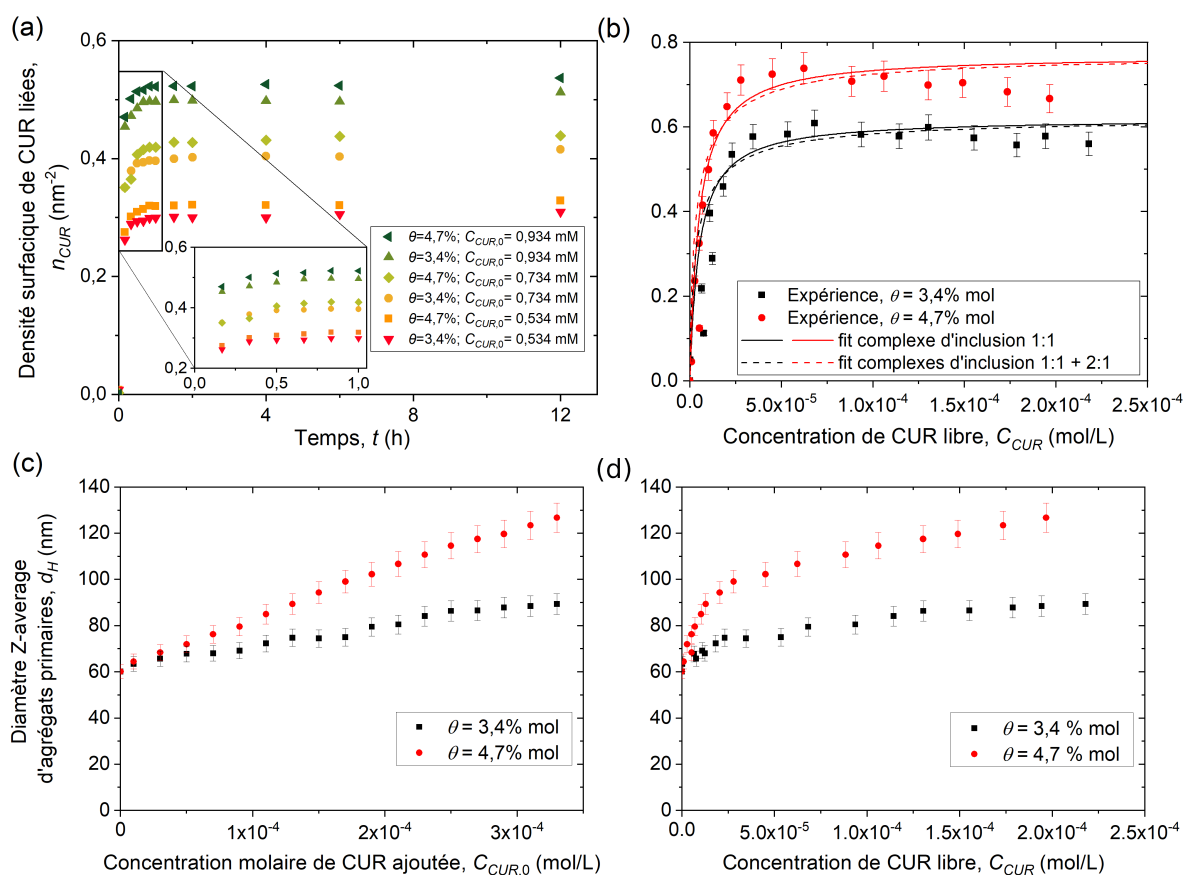 (a)
Densité surfacique de CUR liées,
n_CUR (nm⁻²)
0,6
0,4
0,2
0,0
0
4
8
12
Temps, t (h)
0,6
0,4
0,2
0,0
0,5
1,0
θ=4,7%; C_CUR,0= 0,934 mM
θ=3,4%; C_CUR,0= 0,934 mM
θ=4,7%; C_CUR,0= 0,734 mM
θ=3,4%; C_CUR,0= 0,734 mM
θ=4,7%; C_CUR,0= 0,534 mM
θ=3,4%; C_CUR,0= 0,534 mM
(b)
0.8
0.6
0.4
0.2
0.0
0.0
5.0x10⁻⁵
1.0x10⁻⁴
1.5x10⁻⁴
2.0x10⁻⁴
2.5x10⁻⁴
Concentration de CUR libre, C_CUR (mol/L)
Expérience, θ = 3,4% mol
Expérience, θ = 4,7% mol
fit complexe d'inclusion 1:1
fit complexes d'inclusion 1:1 + 2:1
(c)
Diamètre Z-average
d'agrégats primaires, d_H (nm)
140
120
100
80
60
40
20
0
0
1x10⁻⁴
2x10⁻⁴
3x10⁻⁴
Concentration molaire de CUR ajoutée, C_CUR,0 (mol/L)
θ = 3,4% mol
θ = 4,7% mol
(d)
140
120
100
80
60
40
20
0
0.0
5.0x10⁻⁵
1.0x10⁻⁴
1.5x10⁻⁴
2.0x10⁻⁴
2.5x10⁻⁴
Concentration de CUR libre, C_CUR (mol/L)
θ = 3,4 % mol
θ = 4,7 % mol